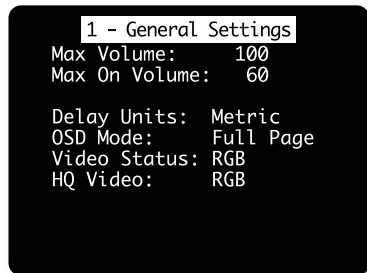 1 - General Settings
Max Volume: 100
Max On Volume: 60
Delay Units: Metric
OSD Mode: Full Page
Video Status: RGB
HQ Video: RGB